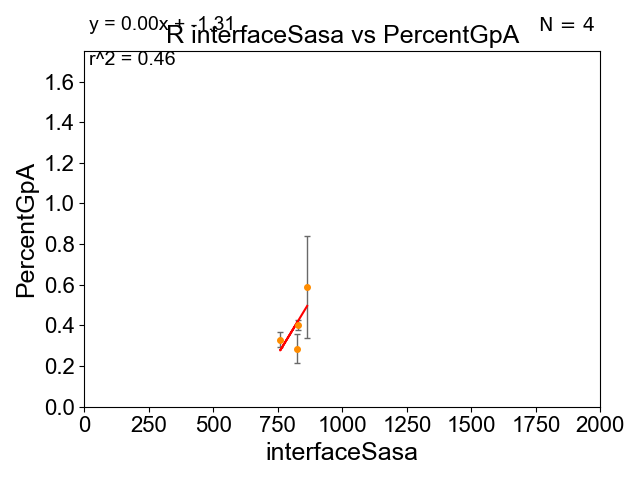 y = 0.00x + -1.31
N = 4
R interfaceSasa vs PercentGpA
r^2 = 0.46
1.6
1.4
1.2
1.0
0.8
0.6
0.4
0.2
0.0
PercentGpA
0 250 500 750 1000 1250 1500 1750 2000
interfaceSasa